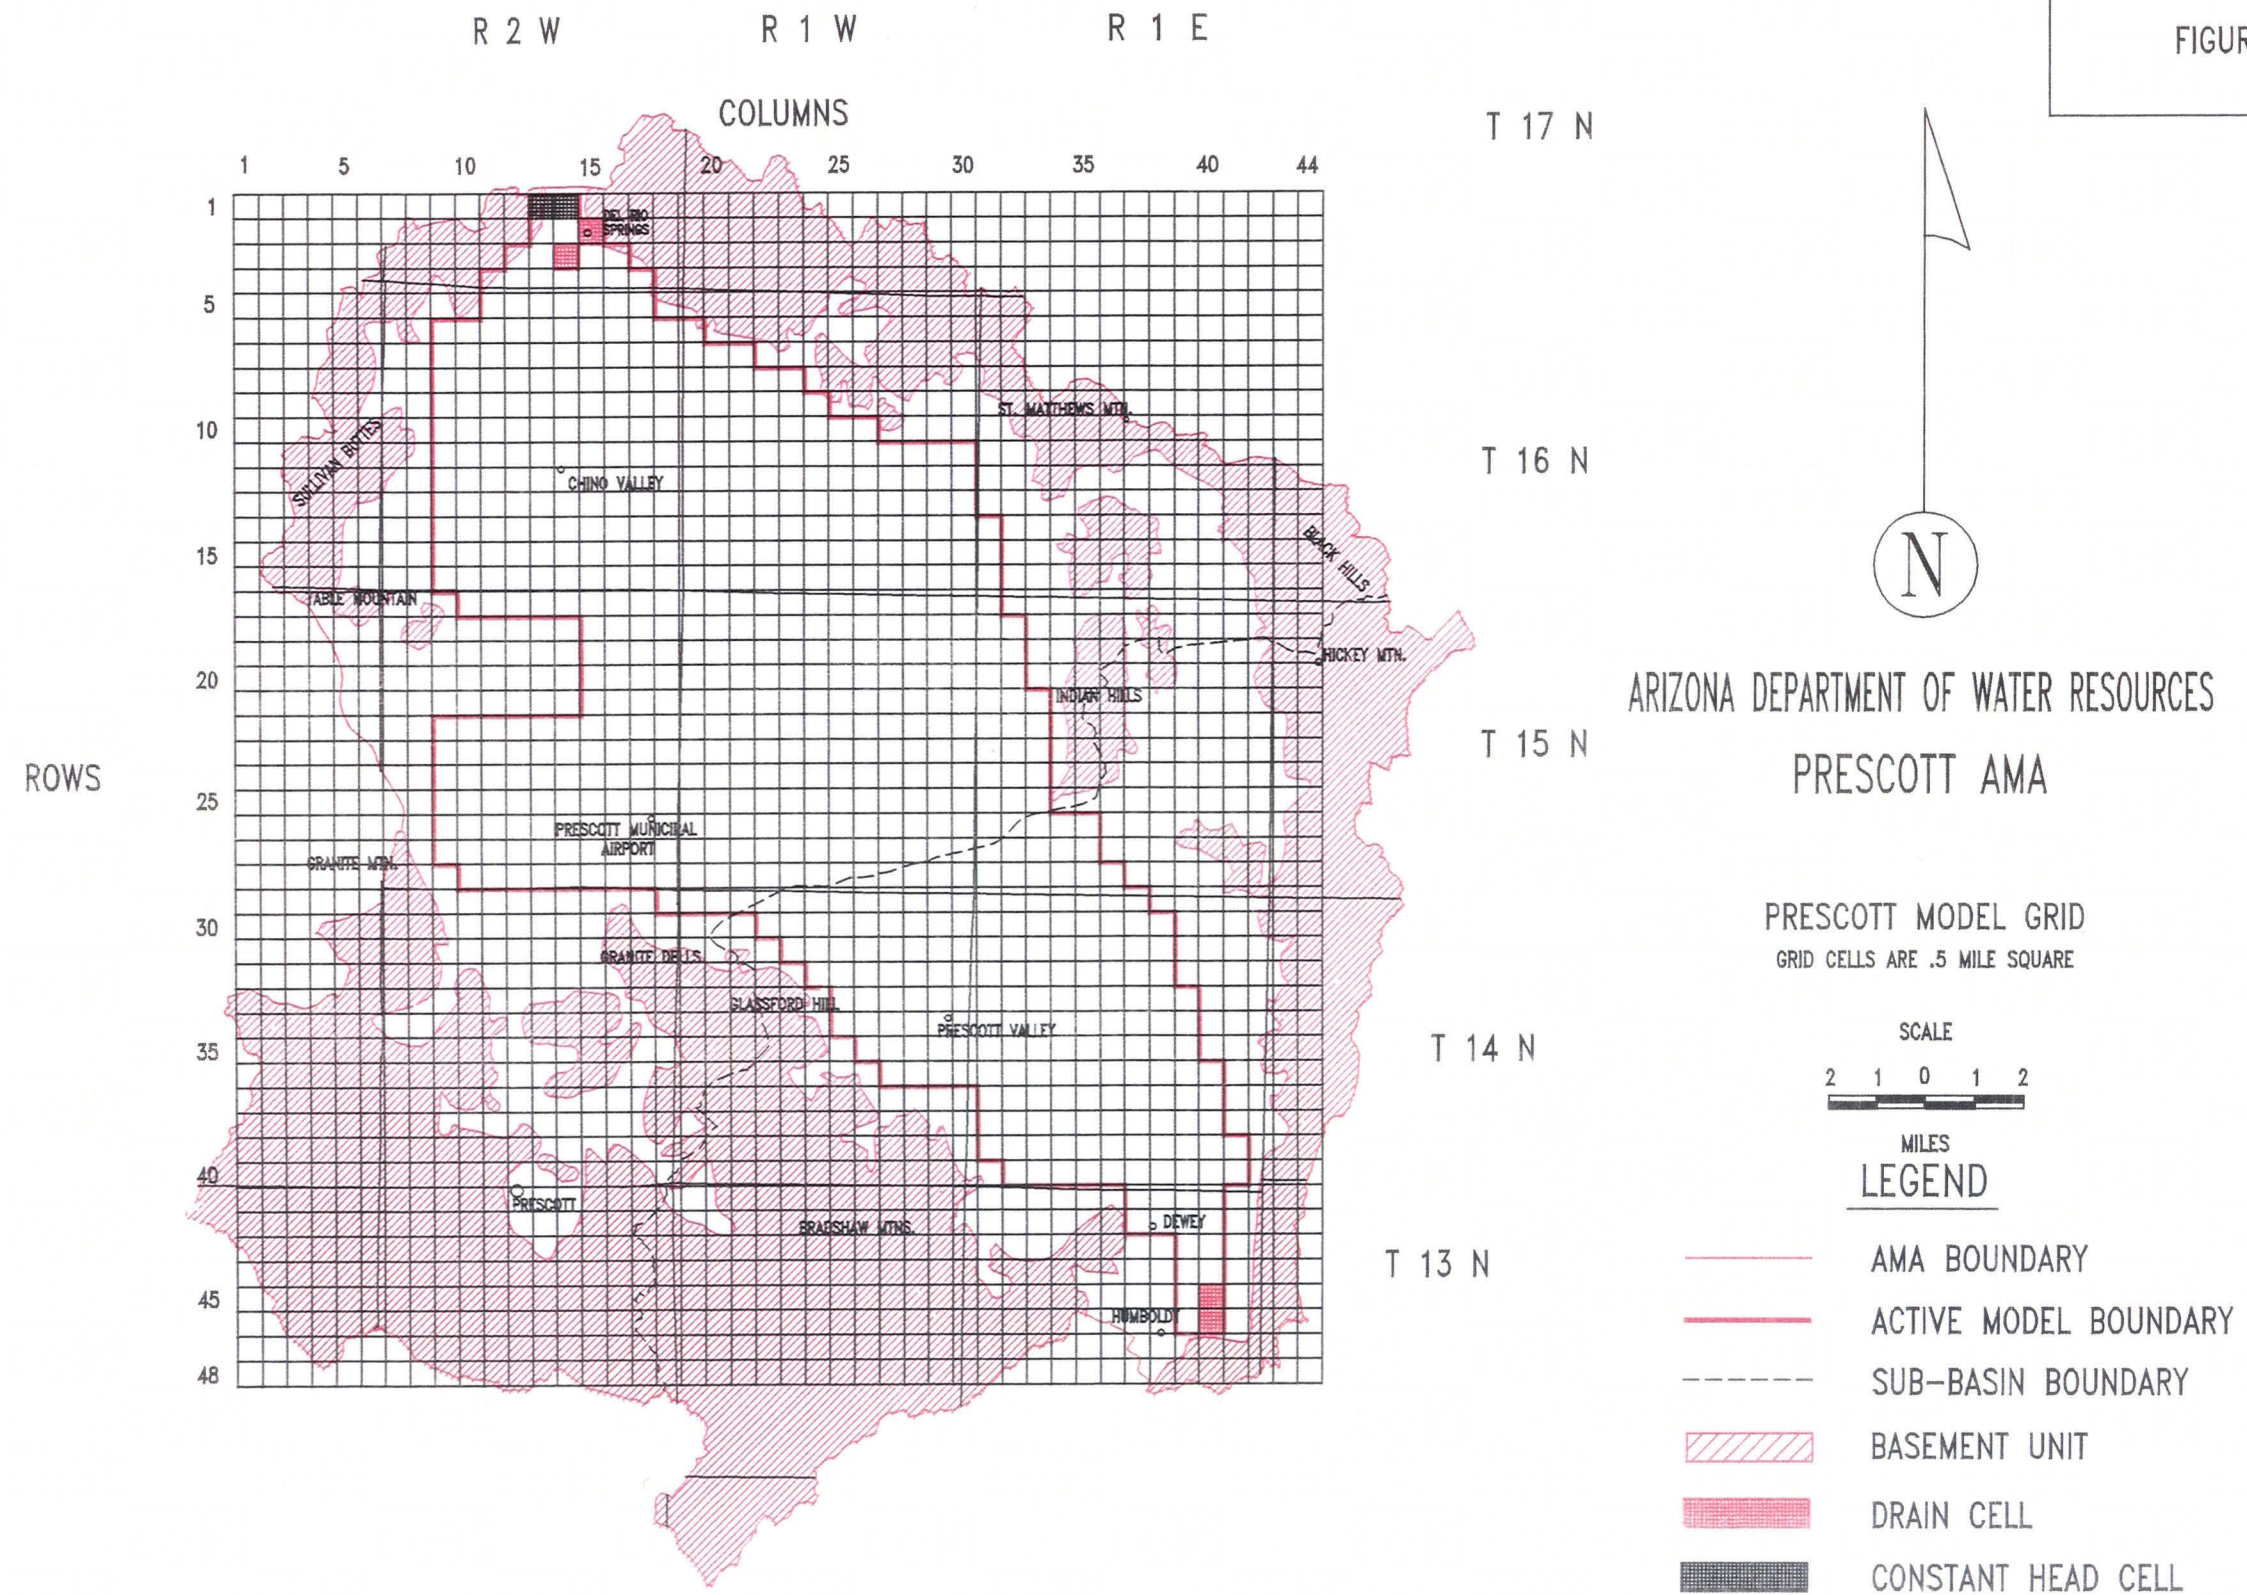 R 2 W R 1 W R 1 E
FIGUR
COLUMNS
T 17 N
1 5 10 15 20 25 30 35 40 44
1
DEL RIO
SPRINGS
5
ST. MATTHEWS MTN.
10
SULLIVAN BUTTES
T 16 N
CHINO VALLEY
15
BLACK HILLS
N
TABLE MOUNTAIN
HICKEY MTN.
20
INDIAN HILLS
ARIZONA DEPARTMENT OF WATER RESOURCES
T 15 N
ROWS
PRESCOTT AMA
25
PRESCOTT MUNICIPAL
AIRPORT
GRANITE MTN.
PRESCOTT MODEL GRID
30
GRANITE DELLS
GRID CELLS ARE .5 MILE SQUARE
GLASSFORD HILL
PRESCOTT VALLEY
SCALE
35
T 14 N
2 1 0 1 2
MILES
40
LEGEND
PRESCOTT
DEWEY
BRADSHAW MTNS.
AMA BOUNDARY
T 13 N
45
HUMBOLDT
ACTIVE MODEL BOUNDARY
48
SUB-BASIN BOUNDARY
BASEMENT UNIT
DRAIN CELL
CONSTANT HEAD CELL